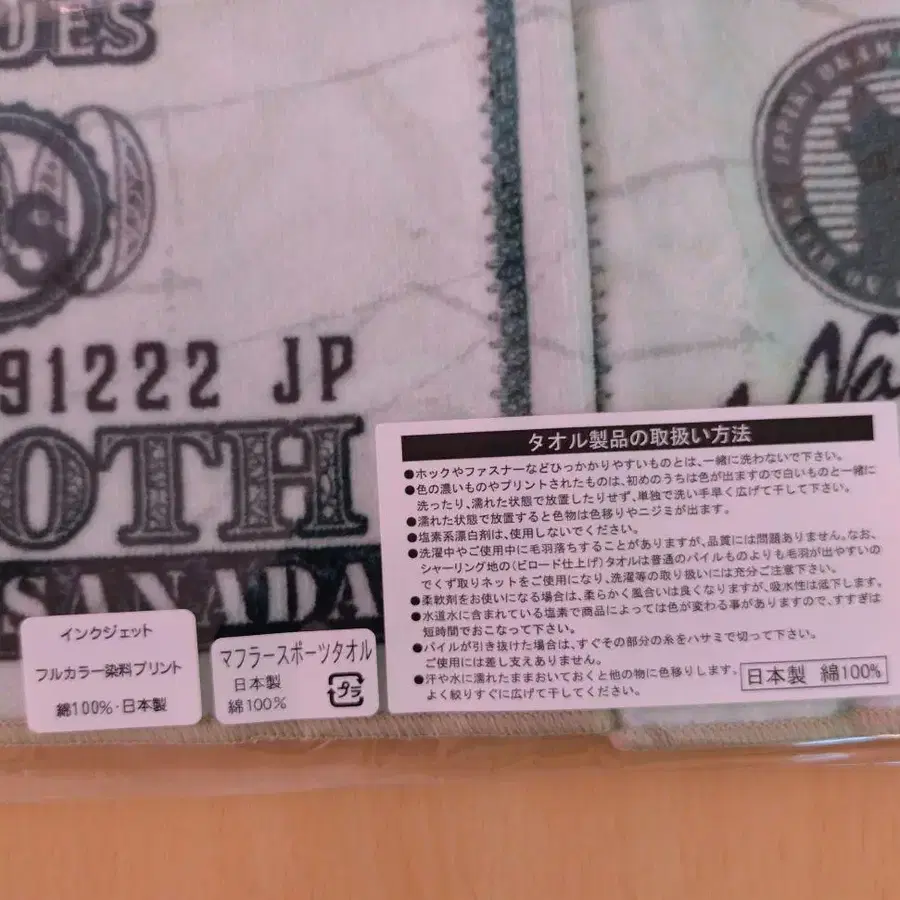 UES
S
91222 JP
OTH
SANADA
Na
タオル製品の取扱い方法
●ホックやファスナーなどひっかかりやすいものとは、一緒に洗わないで下さい。
●色の濃いものやプリントされたものは、初めのうちは色が出ますので白いものと一緒に
洗ったり、濡れた状態で放置したりせず、単独で洗い手早く広げて干して下さい。
●濡れた状態で放置すると色物は色移りやニジミが出ます。
●塩素系漂白剤は、使用しないでください。
●洗濯中やご使用中に毛羽落ちすることがありますが、品質には問題ありません。なお、
シャーリング地の(ビロード仕上げ)タオルは普通のパイルものよりも毛羽が出やすいの
でくず取りネットをご使用になり、洗濯等の取り扱いには充分ご注意下さい。
●柔軟剤をお使いになる場合は、柔らかく風合いは良くなりますが、吸水性は低下します。
●水道水に含まれている塩素で商品によっては色が変わる事がありますので、すすぎは
短時間でおこなって下さい。
●パイルが引き抜けた場合は、すぐその部分の糸をハサミで切って下さい。
ご使用には差し支えありません。
●汗や水に濡れたままおいておくと他の物に色移りします。
よく絞りすぐに広げて干してください。
日本製 綿100%
インクジェット
フルカラー染料プリント
綿100%・日本製
マフラースポーツタオル
日本製
綿100%
プラ